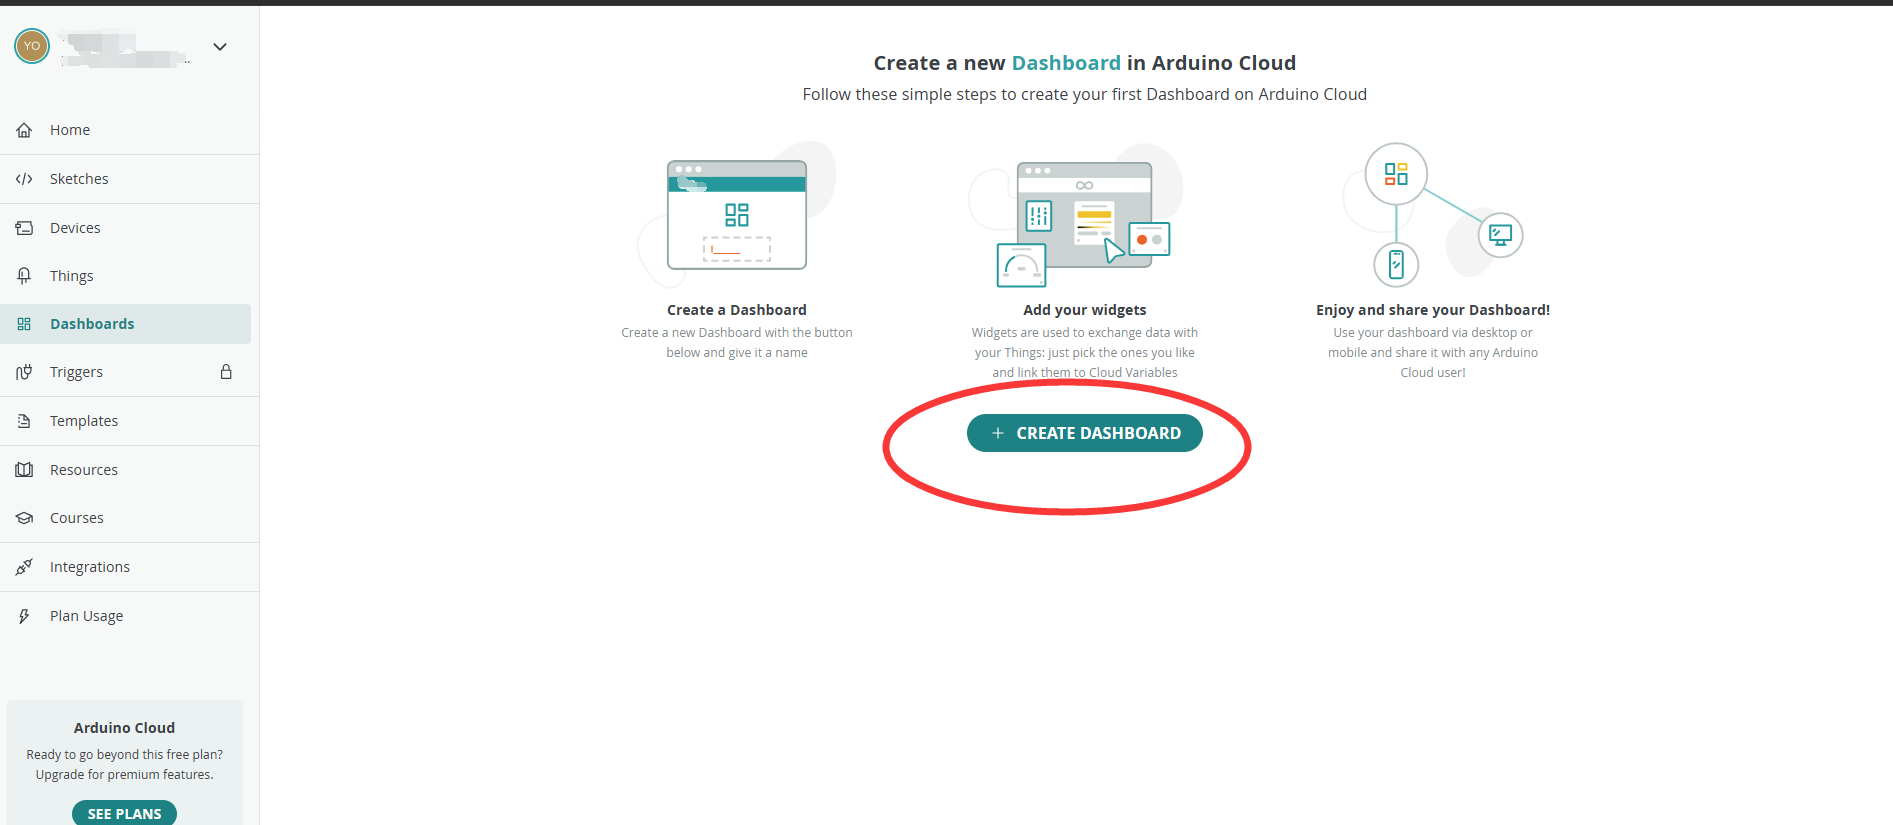 YO
Home
Sketches
Devices
Things
Dashboards
Triggers
Templates
Resources
Courses
Integrations
Plan Usage
Arduino Cloud
Ready to go beyond this free plan?
Upgrade for premium features.
SEE PLANS
Create a new Dashboard in Arduino Cloud
Follow these simple steps to create your first Dashboard on Arduino Cloud
Create a Dashboard
Create a new Dashboard with the button
below and give it a name
Add your widgets
Widgets are used to exchange data with
your Things: just pick the ones you like
and link them to Cloud Variables
Enjoy and share your Dashboard!
Use your dashboard via desktop or
mobile and share it with any Arduino
Cloud user!
+ CREATE DASHBOARD